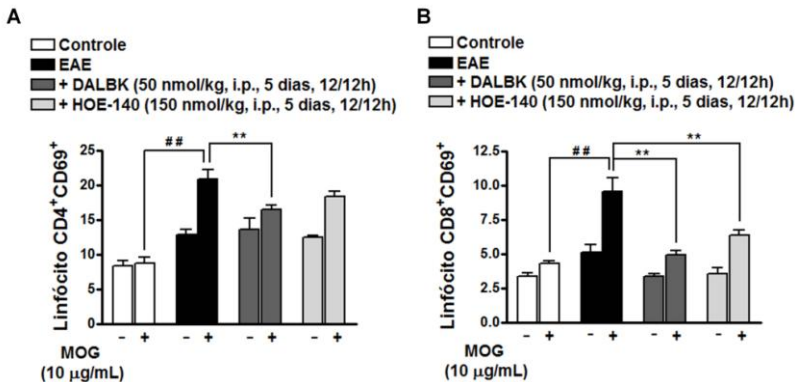 A
Controle
EAE
+ DALBK (50 nmol/kg, i.p., 5 dias, 12/12h)
+ HOE-140 (150 nmol/kg, i.p., 5 dias, 12/12h)
## **
Linfócito CD4⁺CD69⁺
25
20
15
10
5
0
- + - + - + - +
MOG
(10 µg/mL)
B
Controle
EAE
+ DALBK (50 nmol/kg, i.p., 5 dias, 12/12h)
+ HOE-140 (150 nmol/kg, i.p., 5 dias, 12/12h)
**
## **
Linfócito CD8⁺CD69⁺
12.5
10.0
7.5
5.0
2.5
0.0
- + - + - + - +
MOG
(10 µg/mL)